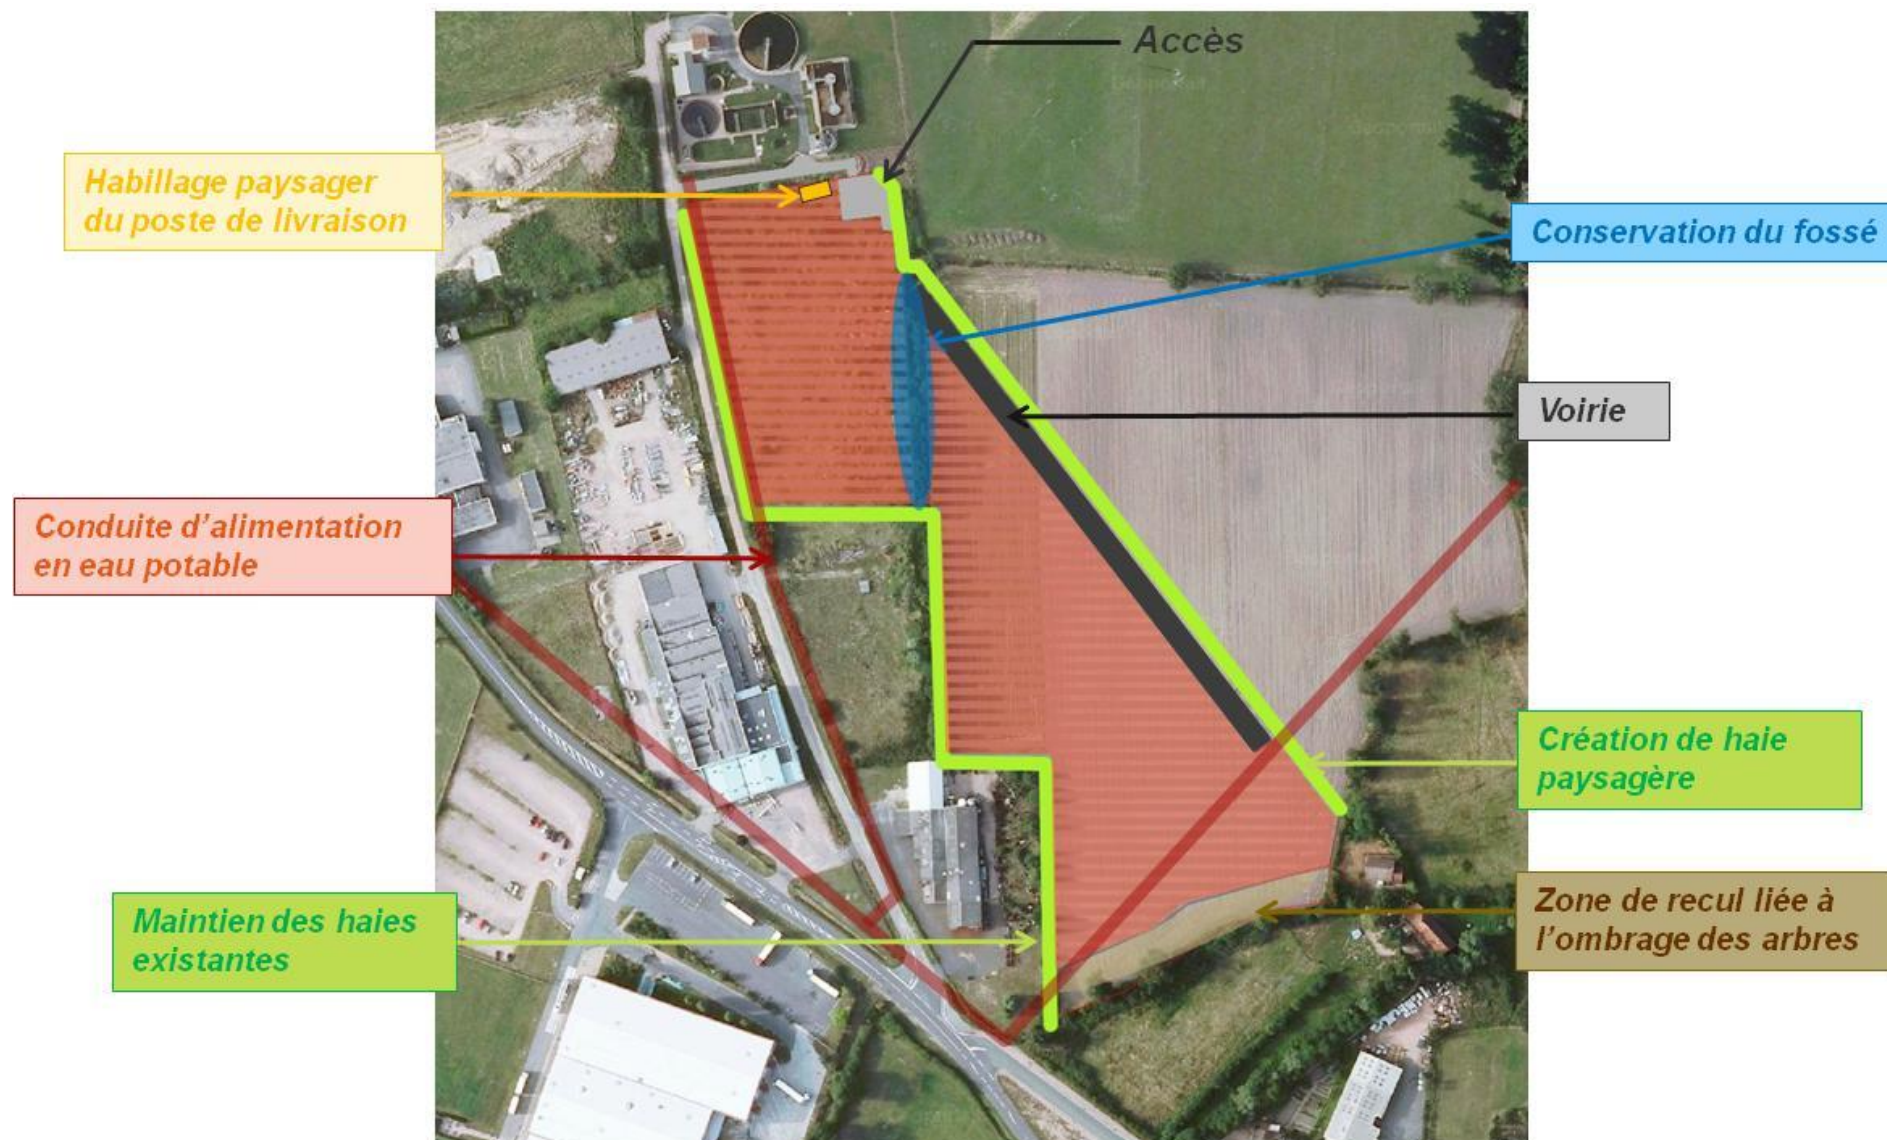 Accès
Habillage paysager
du poste de livraison
Conservation du fossé
Voirie
Conduite d’alimentation
en eau potable
Création de haie
paysagère
Maintien des haies
existantes
Zone de recul liée à
l’ombrage des arbres